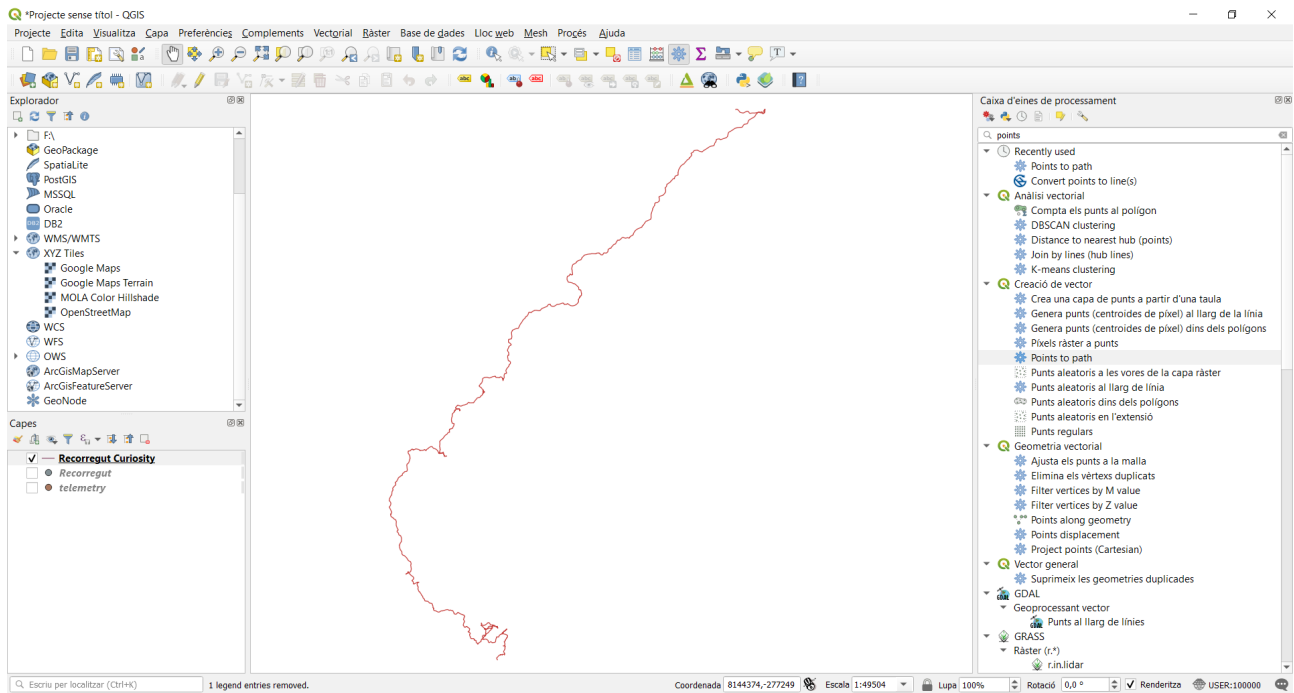 *Projecte sense títol - QGIS
Projecte Edita Visualitza Capa Preferències Complements Vectorial Ràster Base de dades Lloc web Mesh Procés Ajuda
Explorador
F:\
GeoPackage
SpatiaLite
PostGIS
MSSQL
Oracle
DB2
WMS/WMTS
XYZ Tiles
Google Maps
Google Maps Terrain
MOLA Color Hillshade
OpenStreetMap
WCS
WFS
OWS
ArcGisMapServer
ArcGisFeatureServer
GeoNode
Capes
Recorregut Curiosity
Recorregut
telemetry
Caixa d'eines de processament
points
Recently used
Points to path
Convert points to line(s)
Anàlisi vectorial
Compta els punts al polígon
DBSCAN clustering
Distance to nearest hub (points)
Join by lines (hub lines)
K-means clustering
Creació de vector
Crea una capa de punts a partir d'una taula
Genera punts (centroides de píxel) al llarg de la línia
Genera punts (centroides de píxel) dins dels polígons
Píxels ràster a punts
Points to path
Punts aleatoris a les vores de la capa ràster
Punts aleatoris al llarg de línia
Punts aleatoris dins dels polígons
Punts aleatoris en l'extensió
Punts regulars
Geometria vectorial
Ajusta els punts a la malla
Elimina els vèrtexs duplicats
Filter vertices by M value
Filter vertices by Z value
Points along geometry
Points displacement
Project points (Cartesian)
Vector general
Suprimeix les geometries duplicades
GDAL
Geoprocessant vector
Punts al llarg de línies
GRASS
Ràster (r.*)
r.in.lidar
Escriu per localitzar (Ctrl+K) 1 legend entries removed. Coordenada 8144374,-277249 Escala 1:49504 Lupa 100% Rotació 0,0 ° Renderitza USER:100000